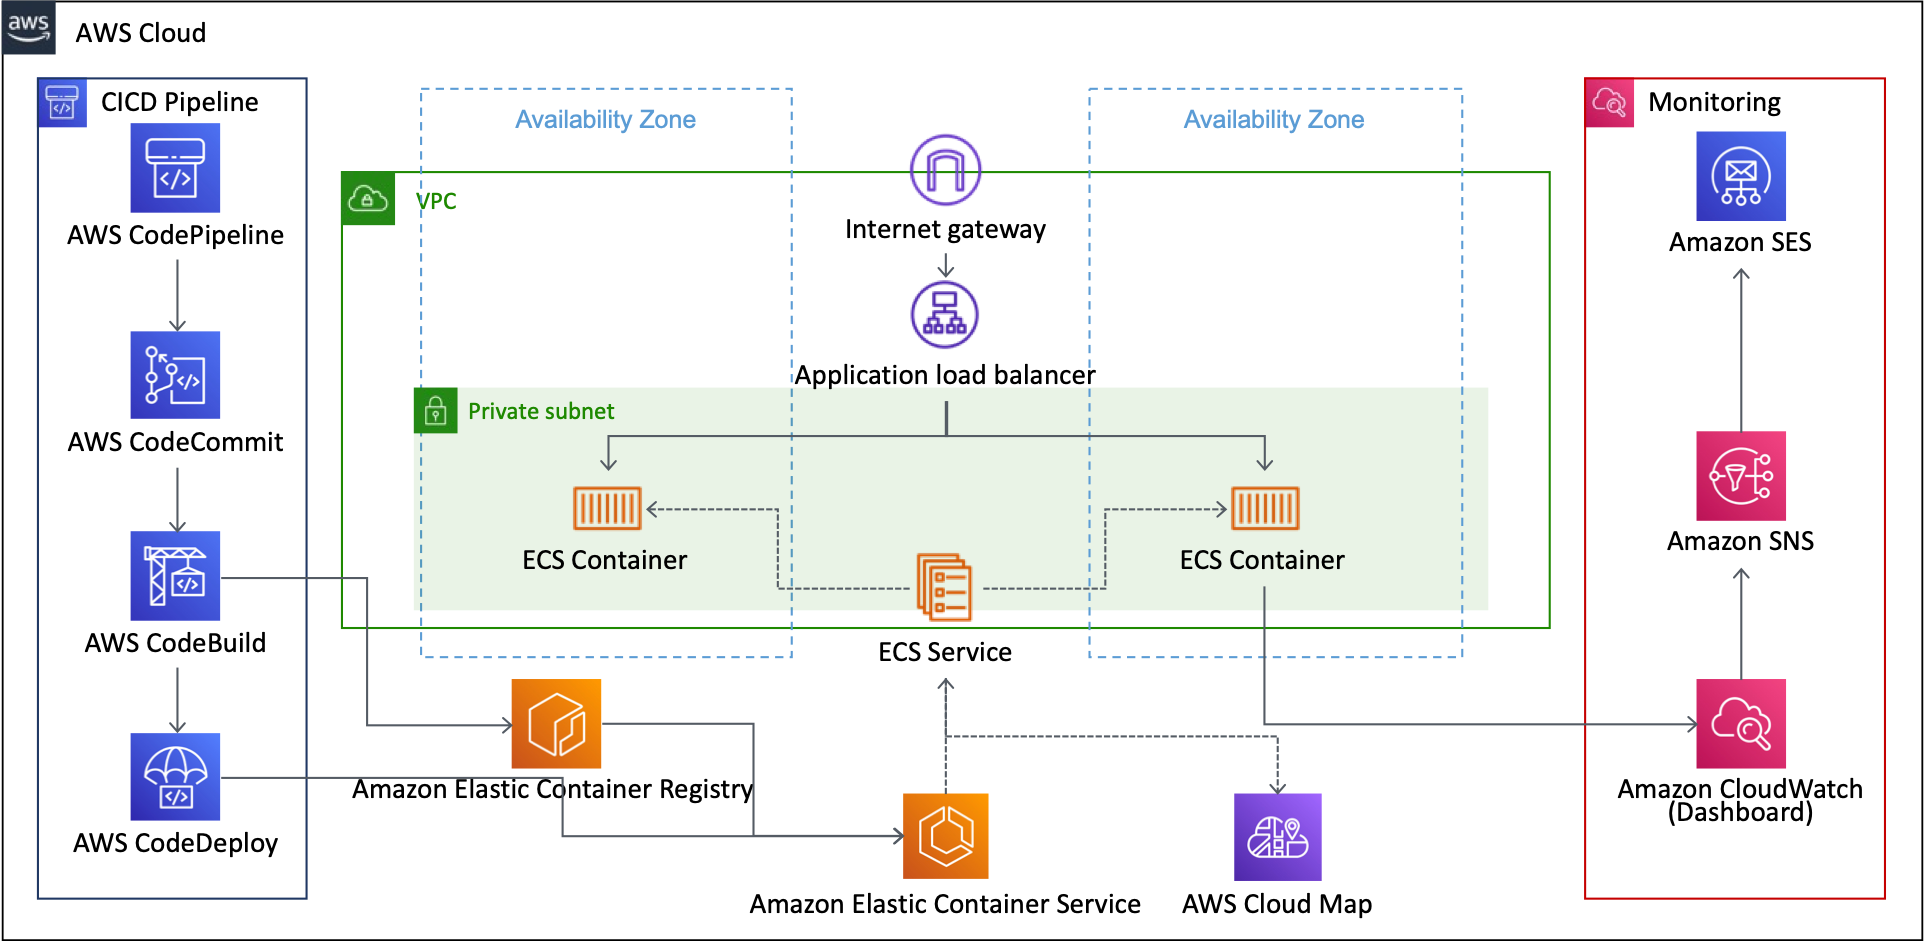 aws
AWS Cloud
CICD Pipeline
AWS CodePipeline
AWS CodeCommit
AWS CodeBuild
AWS CodeDeploy
Availability Zone
Availability Zone
VPC
Internet gateway
Application load balancer
Private subnet
ECS Container
ECS Container
ECS Service
Amazon Elastic Container Registry
Amazon Elastic Container Service
AWS Cloud Map
Monitoring
Amazon SES
Amazon SNS
Amazon CloudWatch
(Dashboard)